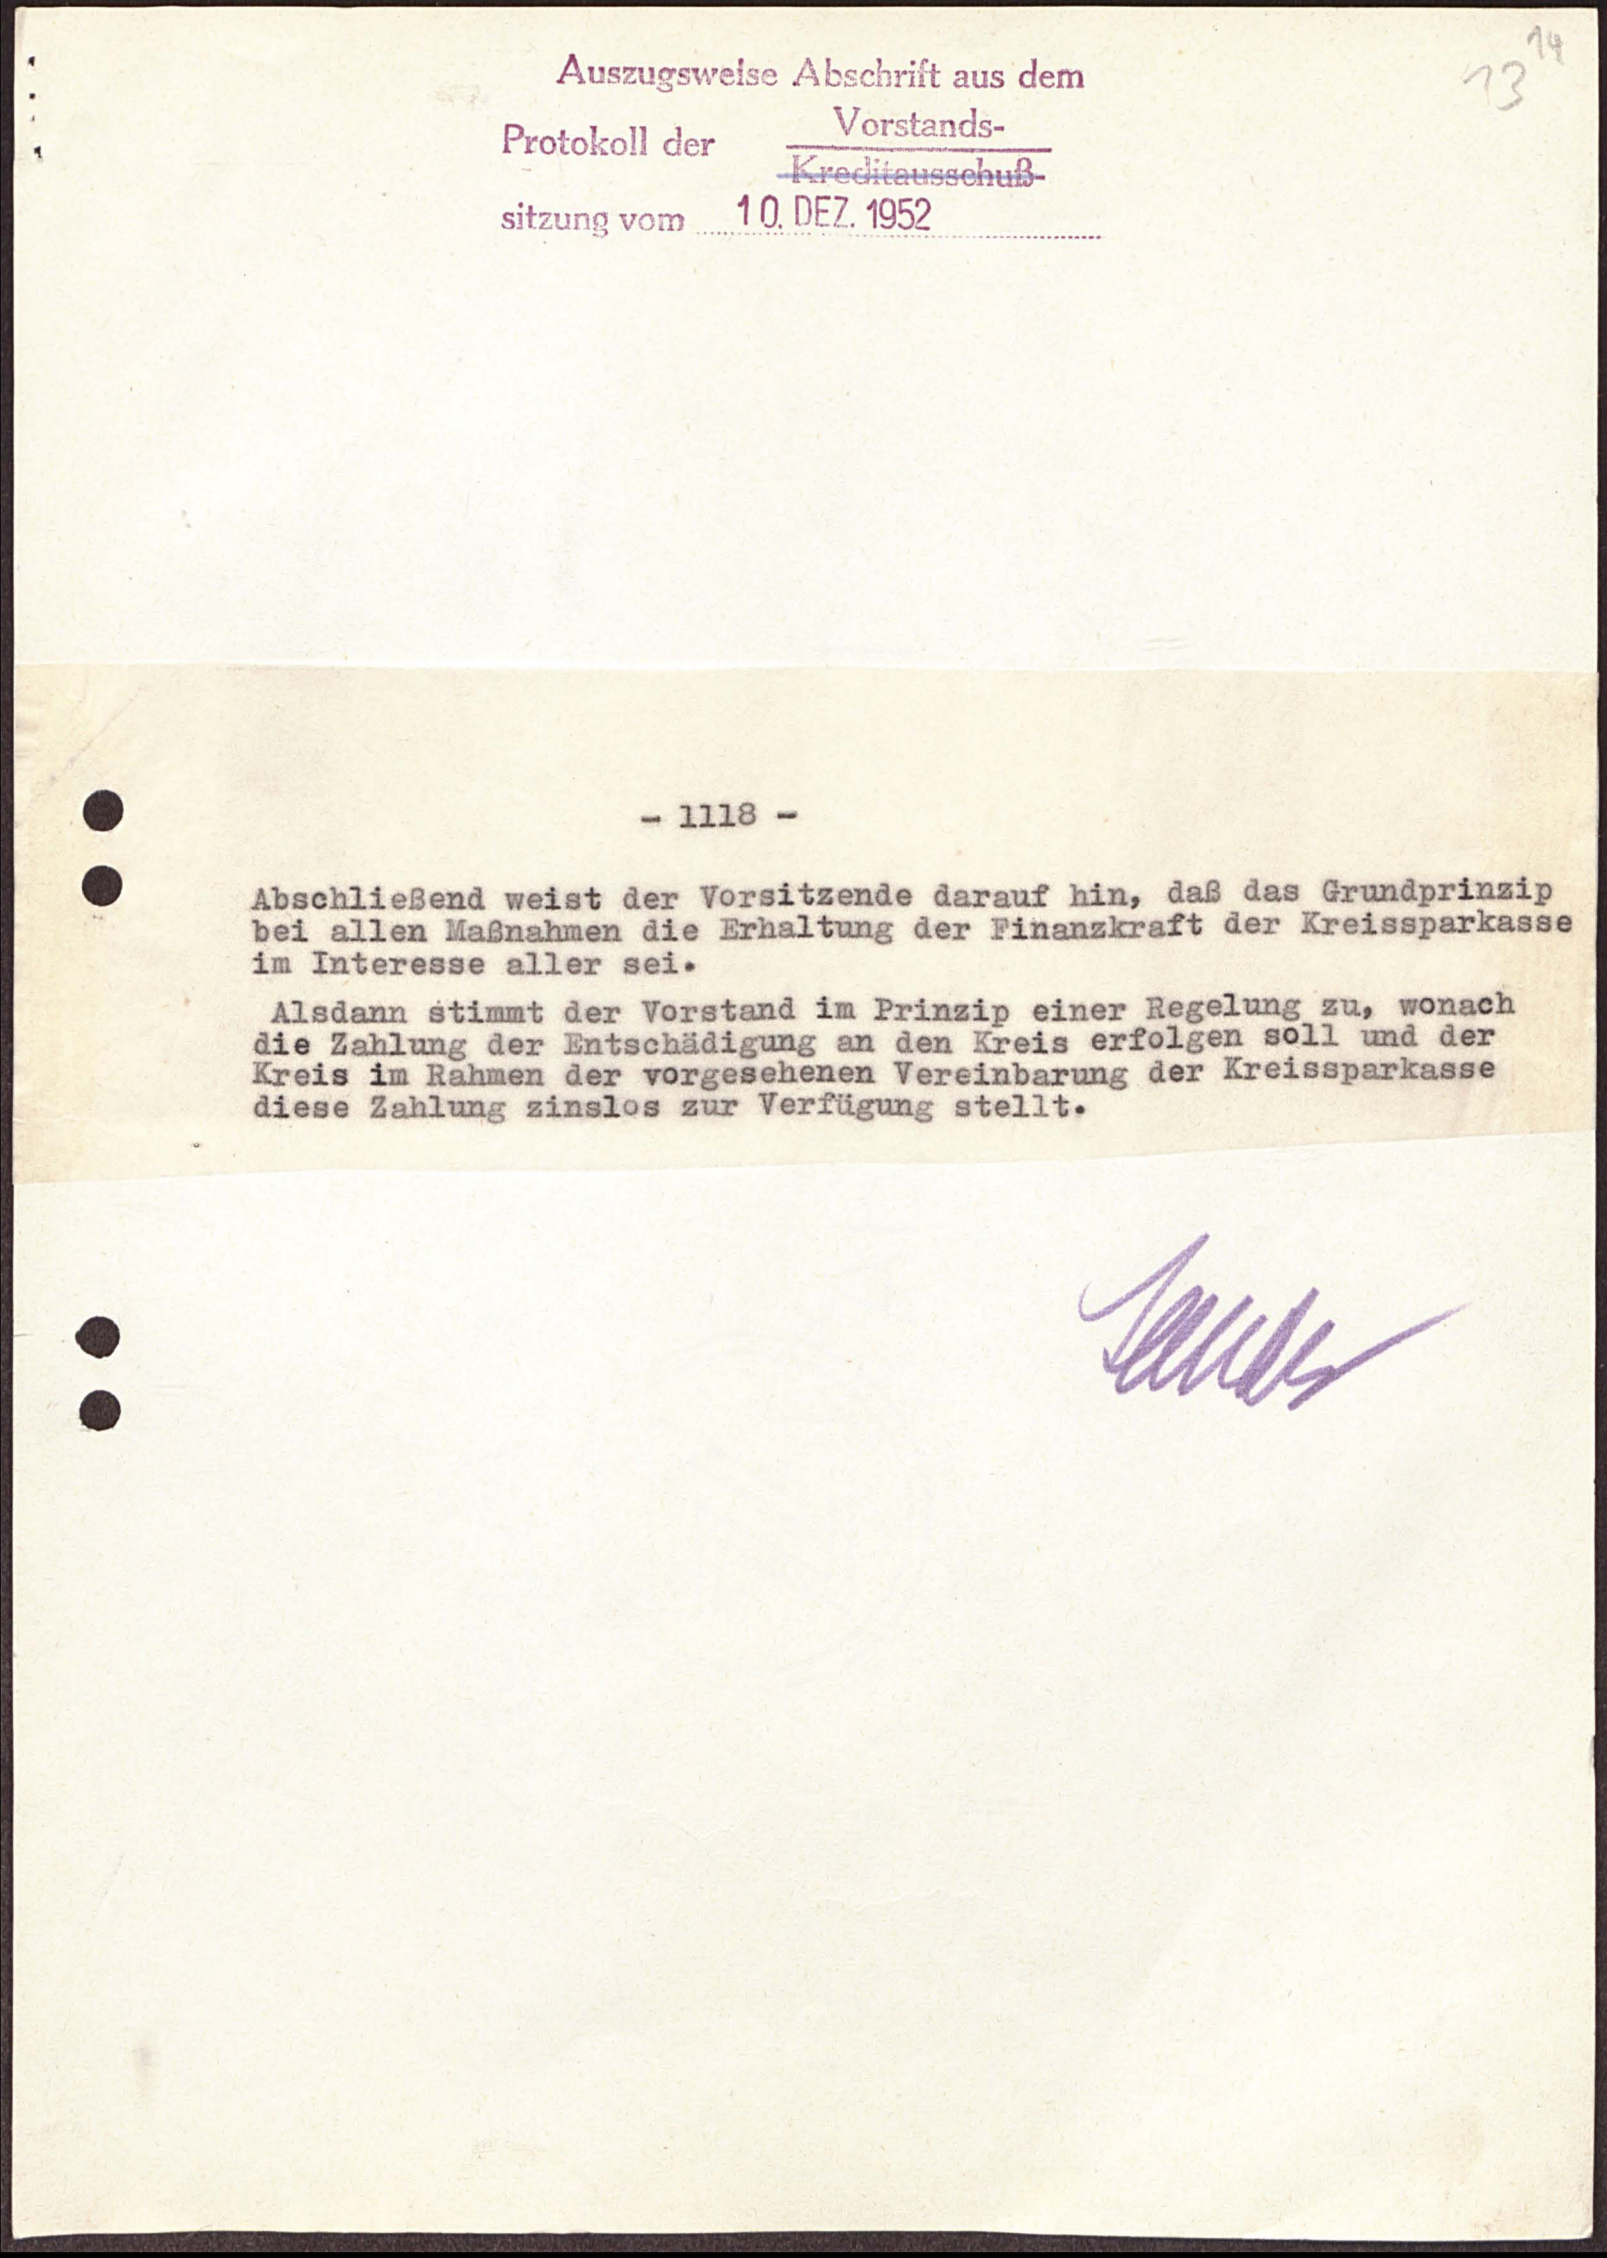 14
13
Auszugsweise Abschrift aus dem
Protokoll der Vorstands-
Kreditausschuß-
sitzung vom 10. DEZ. 1952
- 1118 -
Abschließend weist der Vorsitzende darauf hin, daß das Grundprinzip
bei allen Maßnahmen die Erhaltung der Finanzkraft der Kreissparkasse
im Interesse aller sei.
Alsdann stimmt der Vorstand im Prinzip einer Regelung zu, wonach
die Zahlung der Entschädigung an den Kreis erfolgen soll und der
Kreis im Rahmen der vorgesehenen Vereinbarung der Kreissparkasse
diese Zahlung zinslos zur Verfügung stellt.